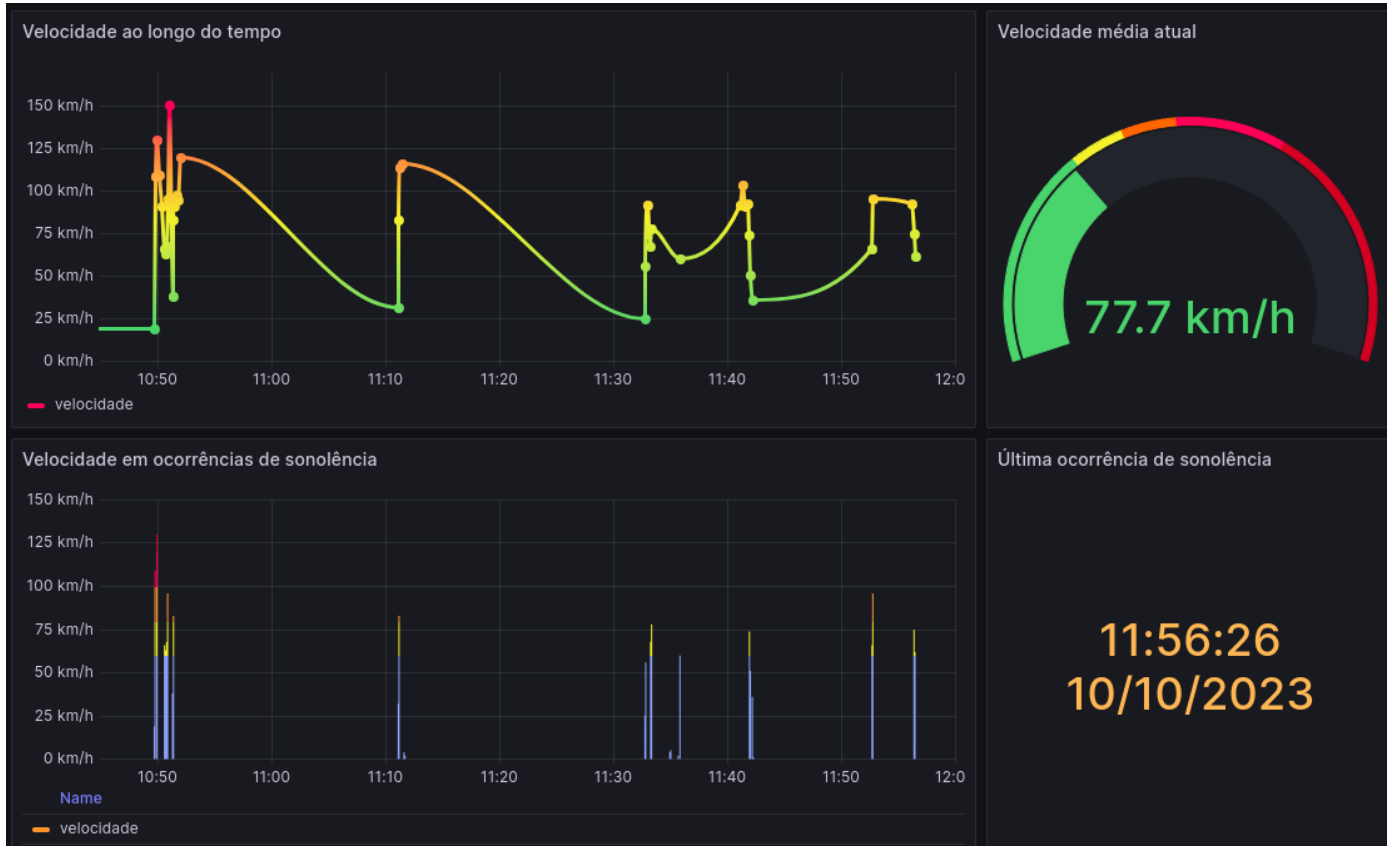 Velocidade ao longo do tempo
150 km/h
125 km/h
100 km/h
75 km/h
50 km/h
25 km/h
0 km/h
10:50 11:00 11:10 11:20 11:30 11:40 11:50 12:0
velocidade
Velocidade média atual
77.7 km/h
Velocidade em ocorrências de sonolência
150 km/h
125 km/h
100 km/h
75 km/h
50 km/h
25 km/h
0 km/h
10:50 11:00 11:10 11:20 11:30 11:40 11:50 12:0
Name
velocidade
Última ocorrência de sonolência
11:56:26
10/10/2023